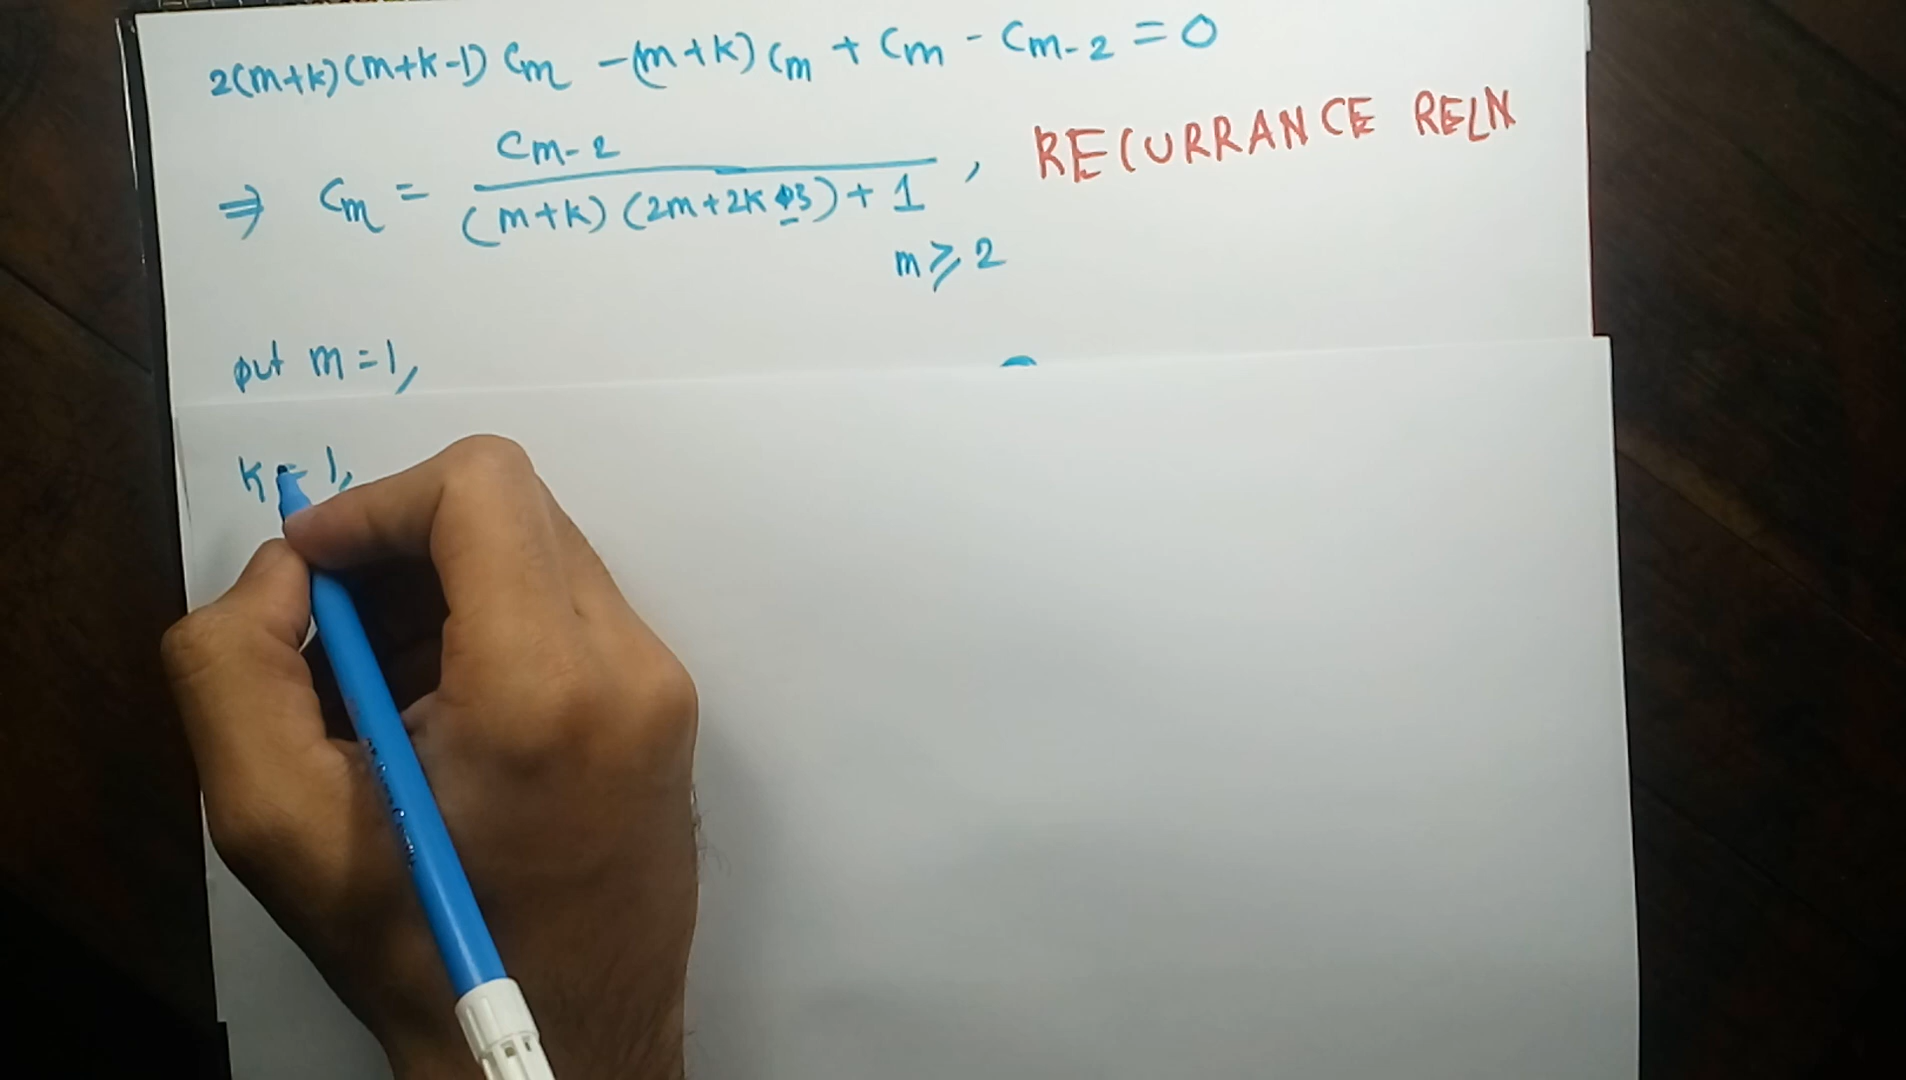 2(m+k)(m+k-1) Cm - (m+k) Cm + Cm - Cm-2 = 0
⇒ Cm = Cm-2 / (m+k) (2m+2k-3) + 1 , RECURRANCE RELN
m ≥ 2
put m = 1,
k = 1,